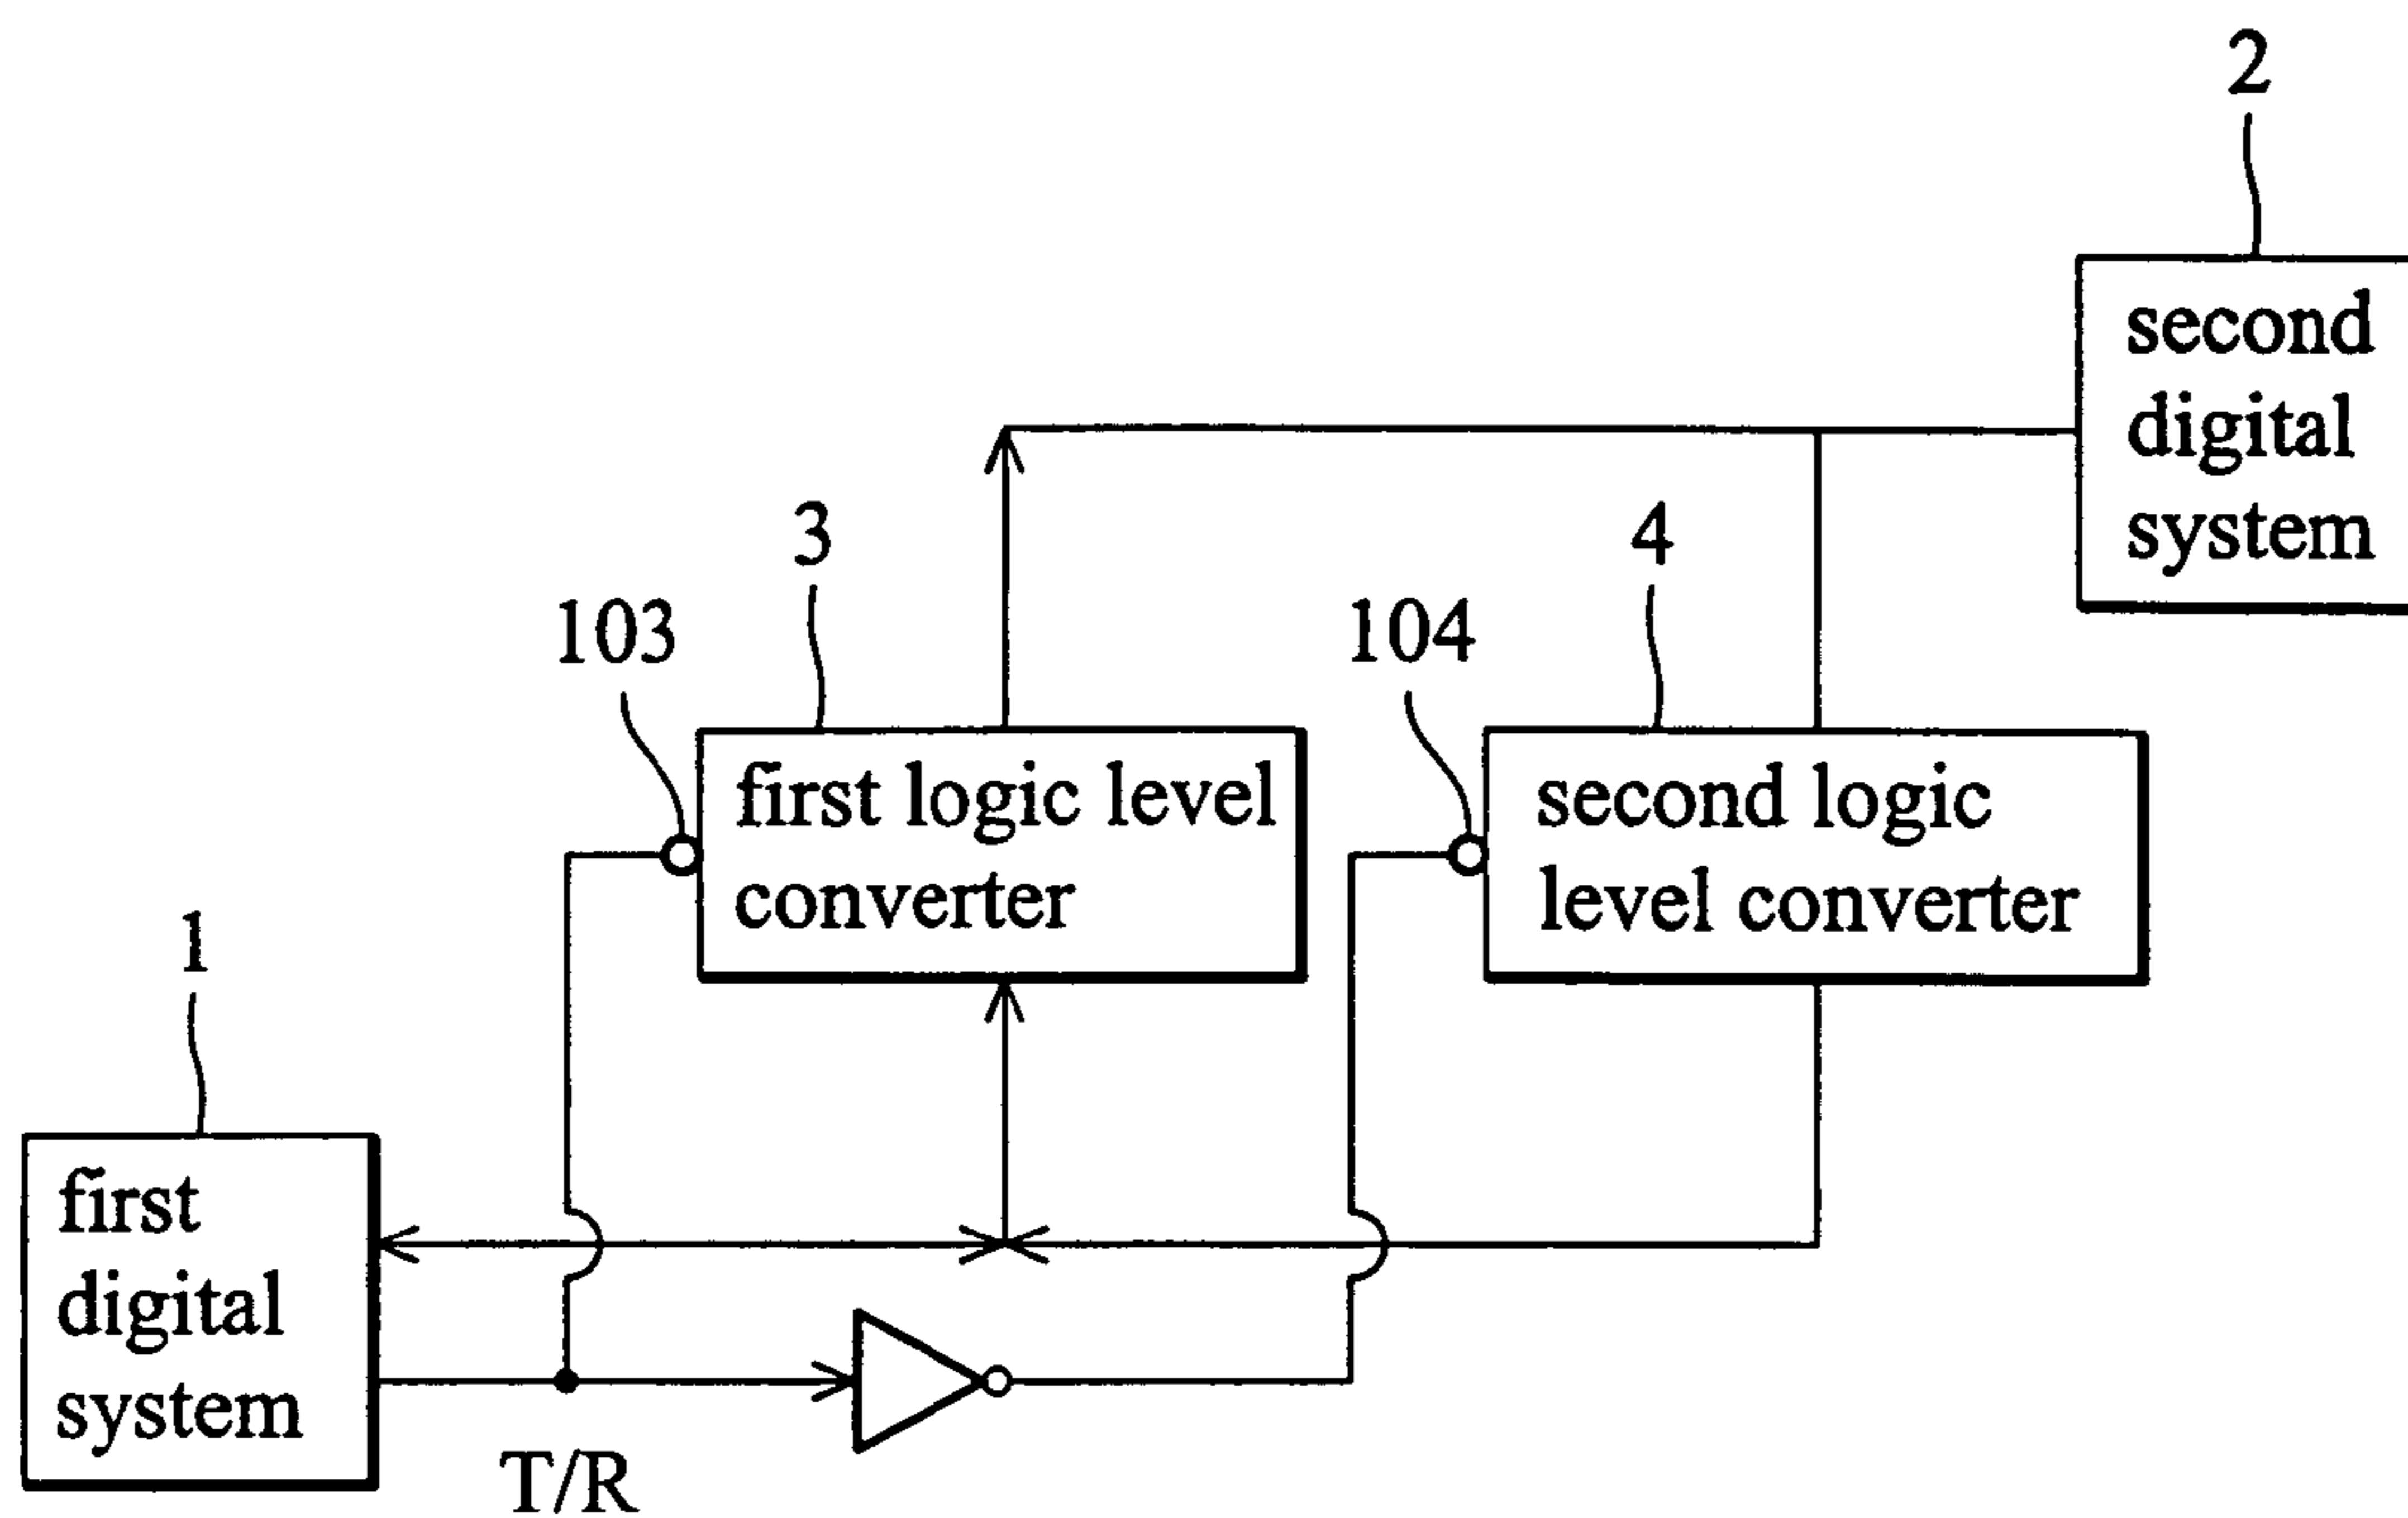 2
second
digital
system
3
4
103
104
first logic level
converter
second logic
level converter
1
first
digital
system
T/R